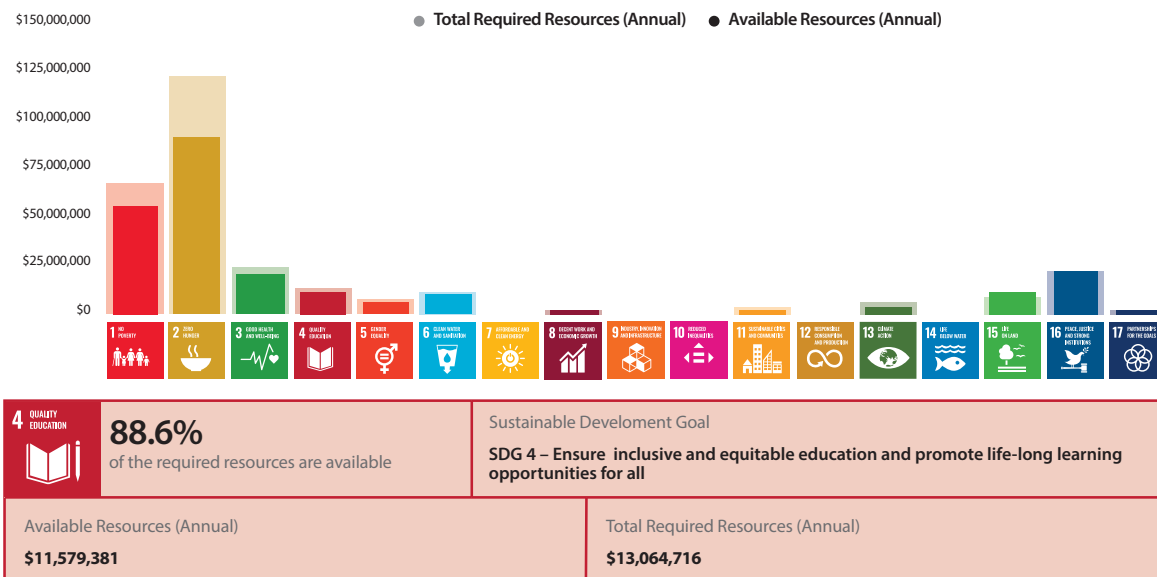 $150,000,000
Total Required Resources (Annual) Available Resources (Annual)
$125,000,000
$100,000,000
$75,000,000
$50,000,000
$25,000,000
$0
1 NO
POVERTY
2 ZERO
HUNGER
3 GOOD HEALTH
AND WELL-BEING
4 QUALITY
EDUCATION
5 GENDER
EQUALITY
6 CLEAN WATER
AND SANITATION
7 AFFORDABLE AND
CLEAN ENERGY
8 DECENT WORK AND
ECONOMIC GROWTH
9 INDUSTRY, INNOVATION
AND INFRASTRUCTURE
10 REDUCED
INEQUALITIES
11 SUSTAINABLE CITIES
AND COMMUNITIES
12 RESPONSIBLE
CONSUMPTION
AND PRODUCTION
13 CLIMATE
ACTION
14 LIFE
BELOW WATER
15 LIFE
ON LAND
16 PEACE, JUSTICE
AND STRONG
INSTITUTIONS
17 PARTNERSHIPS
FOR THE GOALS
4 QUALITY
EDUCATION
88.6%
of the required resources are available
Sustainable Develoment Goal
SDG 4 – Ensure inclusive and equitable education and promote life-long learning
opportunities for all
Available Resources (Annual)
$11,579,381
Total Required Resources (Annual)
$13,064,716